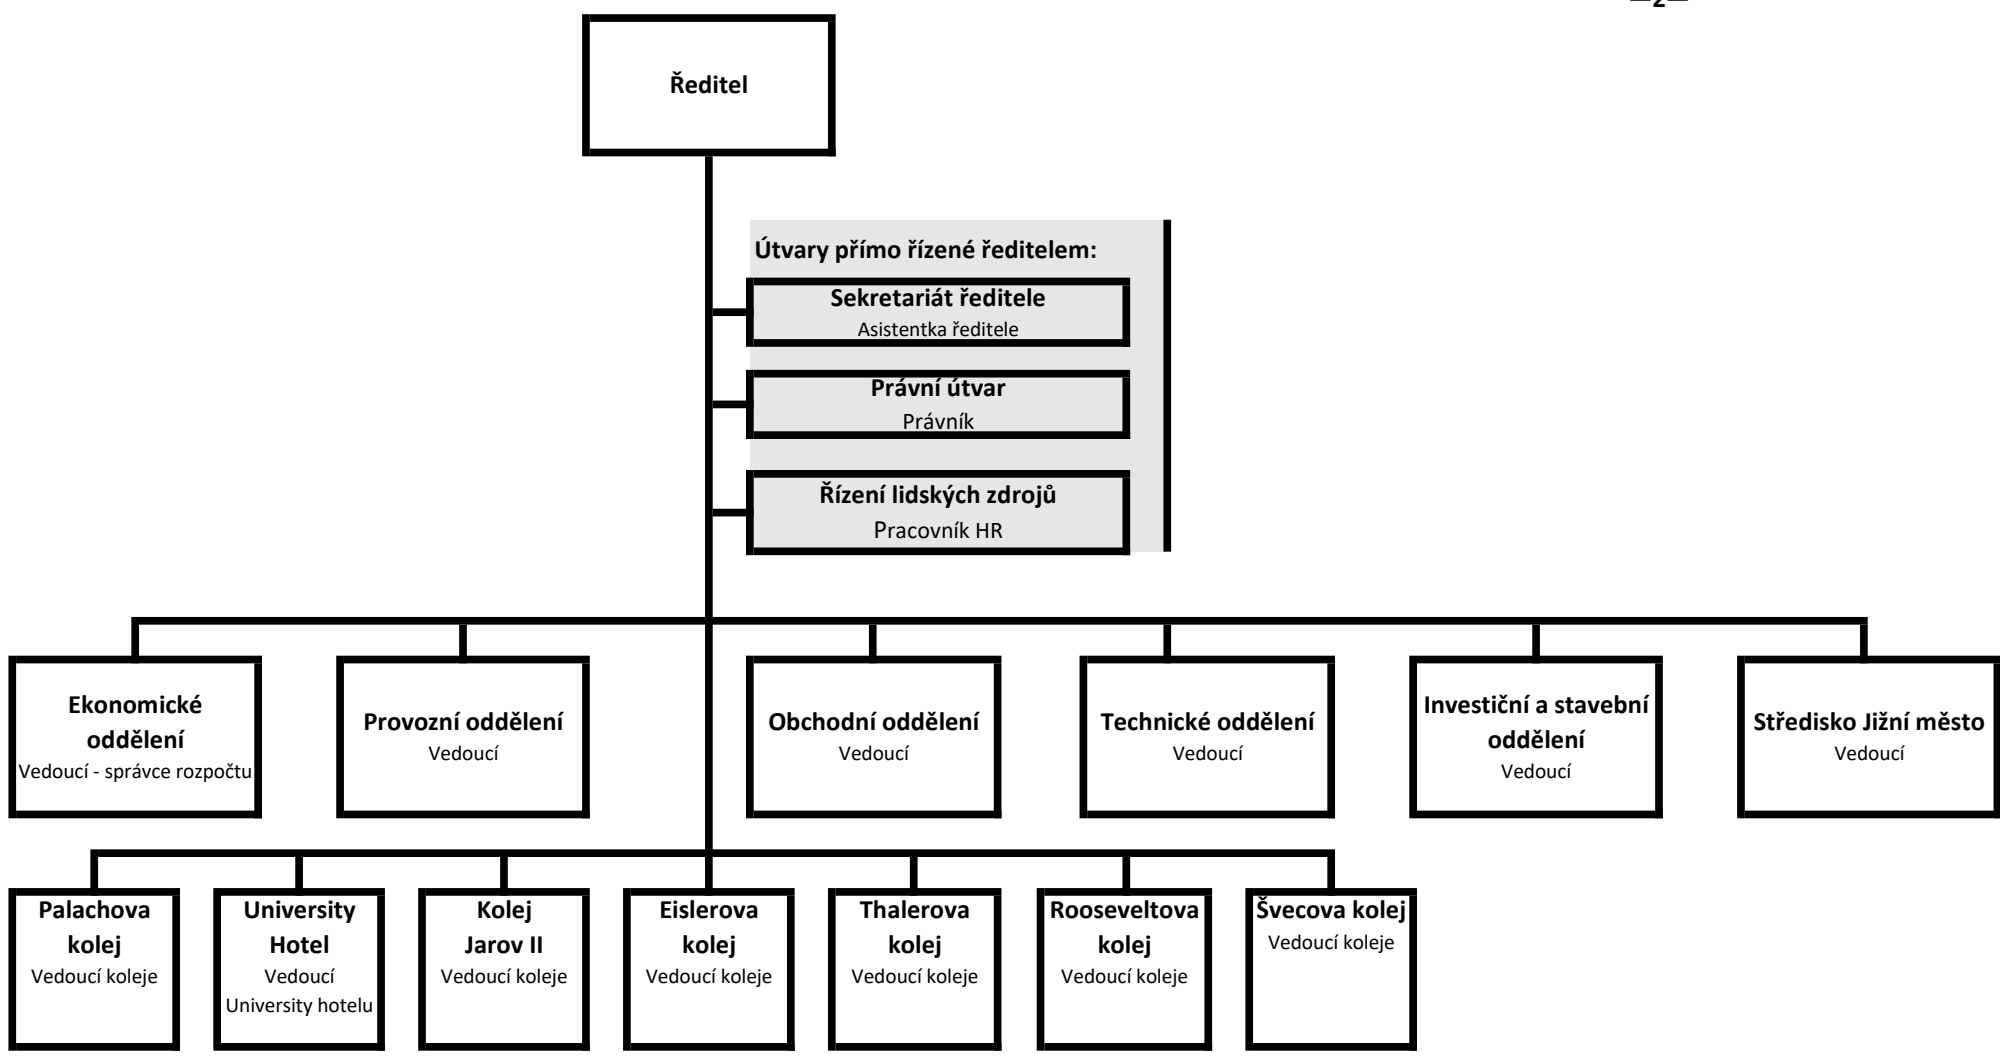 _2_
Ředitel
Útvary přímo řízené ředitelem:
Sekretariát ředitele
Asistentka ředitele
Právní útvar
Právník
Řízení lidských zdrojů
Pracovník HR
Ekonomické
oddělení
Vedoucí - správce rozpočtu
Provozní oddělení
Vedoucí
Obchodní oddělení
Vedoucí
Technické oddělení
Vedoucí
Investiční a stavební
oddělení
Vedoucí
Středisko Jižní město
Vedoucí
Palachova
kolej
Vedoucí koleje
University
Hotel
Vedoucí
University hotelu
Kolej
Jarov II
Vedoucí koleje
Eislerova
kolej
Vedoucí koleje
Thalerova
kolej
Vedoucí koleje
Rooseveltova
kolej
Vedoucí koleje
Švecova kolej
Vedoucí koleje